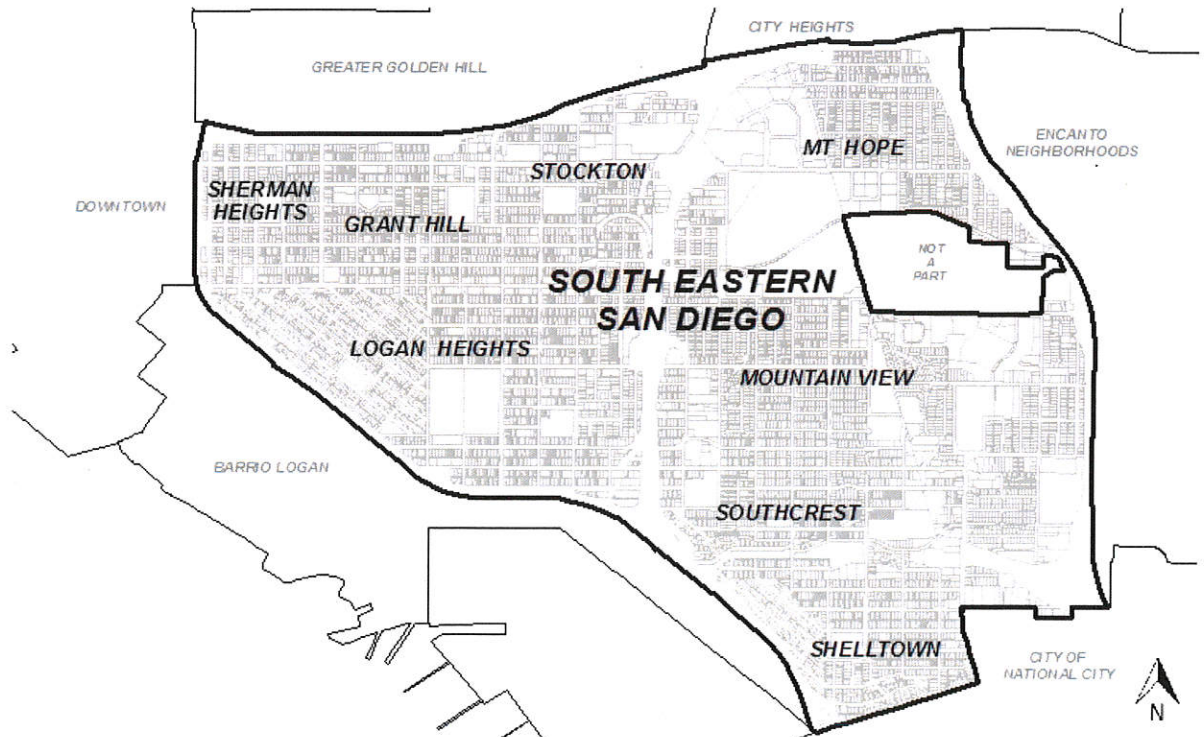 CITY HEIGHTS
GREATER GOLDEN HILL
ENCANTO
NEIGHBORHOODS
MT HOPE
STOCKTON
SHERMAN
HEIGHTS
DOWNTOWN
GRANT HILL
NOT
A
PART
SOUTH EASTERN
SAN DIEGO
LOGAN HEIGHTS
MOUNTAIN VIEW
BARRIO LOGAN
SOUTHCREST
SHELLTOWN
CITY OF
NATIONAL CITY
N